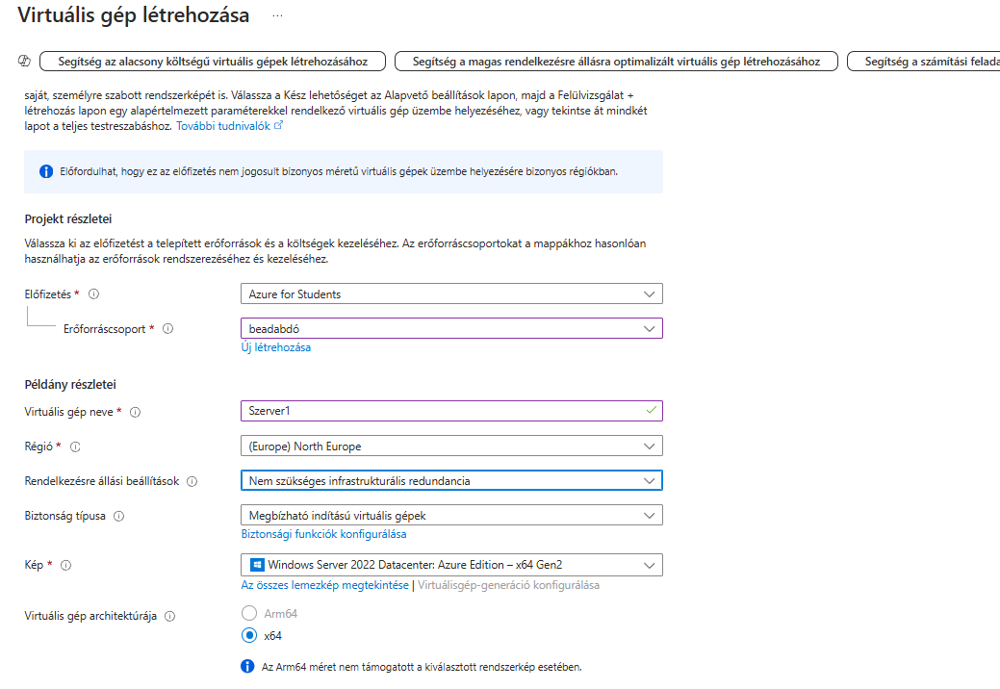 Virtuális gép létrehozása ...
Segítség az alacsony költségű virtuális gépek létrehozásához
Segítség a magas rendelkezésre állásra optimalizált virtuális gép létrehozásához
Segítség a számítási felada
saját, személyre szabott rendszerképét is. Válassza a Kész lehetőséget az Alapvető beállítások lapon, majd a Felülvizsgálat +
létrehozás lapon egy alapértelmezett paraméterekkel rendelkező virtuális gép üzembe helyezéséhez, vagy tekintse át mindkét
lapot a teljes testreszabáshoz. További tudnivalók
Előfordulhat, hogy ez az előfizetés nem jogosult bizonyos méretű virtuális gépek üzembe helyezésére bizonyos régiókban.
Projekt részletei
Válassza ki az előfizetést a telepített erőforrások és a költségek kezeléséhez. Az erőforráscsoportokat a mappákhoz hasonlóan
használhatja az erőforrások rendszerezéséhez és kezeléséhez.
Előfizetés *
Azure for Students
Erőforráscsoport *
beadabdó
Új létrehozása
Példány részletei
Virtuális gép neve *
Szerver1
Régió *
(Europe) North Europe
Rendelkezésre állási beállítások
Nem szükséges infrastrukturális redundancia
Biztonság típusa
Megbízható indítású virtuális gépek
Biztonsági funkciók konfigurálása
Kép *
Windows Server 2022 Datacenter: Azure Edition – x64 Gen2
Az összes lemezkép megtekintése | Virtuálisgép-generáció konfigurálása
Virtuális gép architektúrája
Arm64
x64
Az Arm64 méret nem támogatott a kiválasztott rendszerkép esetében.